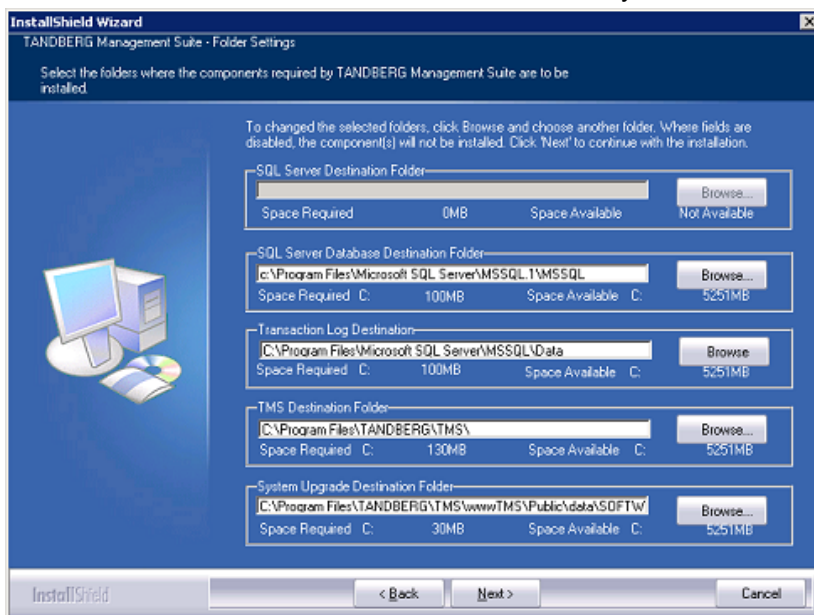 InstallShield Wizard
TANDBERG Management Suite - Folder Settings
Select the folders where the components required by TANDBERG Management Suite are to be
installed.
To changed the selected folders, click Browse and choose another folder. Where fields are
disabled, the component(s) will not be installed. Click 'Next' to continue with the installation.
SQL Server Destination Folder
Browse...
Space Required 0MB Space Available Not Available
SQL Server Database Destination Folder
c:\Program Files\Microsoft SQL Server\MSSQL.1\MSSQL
Browse...
Space Required C: 100MB Space Available C: 5251MB
Transaction Log Destination
C:\Program Files\Microsoft SQL Server\MSSQL\Data
Browse
Space Required C: 100MB Space Available C: 5251MB
TMS Destination Folder
C:\Program Files\TANDBERG\TMS\
Browse...
Space Required C: 130MB Space Available C: 5251MB
System Upgrade Destination Folder
C:\Program Files\TANDBERG\TMS\wwwTMS\Public\data\SOFTW
Browse...
Space Required C: 30MB Space Available C: 5251MB
InstallShield
< Back Next > Cancel